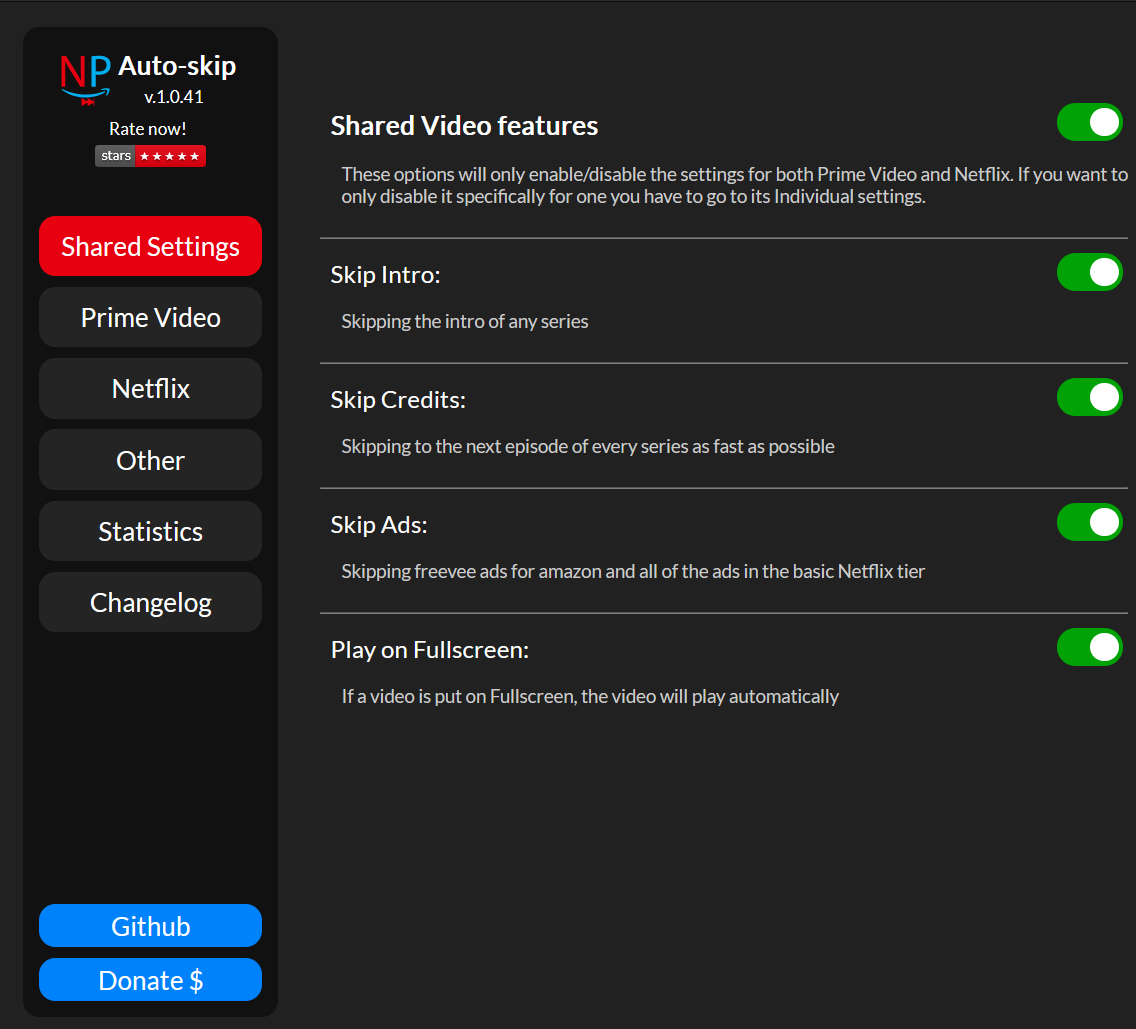 NP Auto-skip
v.1.0.41
Rate now!
stars ★★★★★
Shared Settings
Prime Video
Netflix
Other
Statistics
Changelog
Github
Donate $
Shared Video features
These options will only enable/disable the settings for both Prime Video and Netflix. If you want to
only disable it specifically for one you have to go to its Individual settings.
Skip Intro:
Skipping the intro of any series
Skip Credits:
Skipping to the next episode of every series as fast as possible
Skip Ads:
Skipping freevee ads for amazon and all of the ads in the basic Netflix tier
Play on Fullscreen:
If a video is put on Fullscreen, the video will play automatically